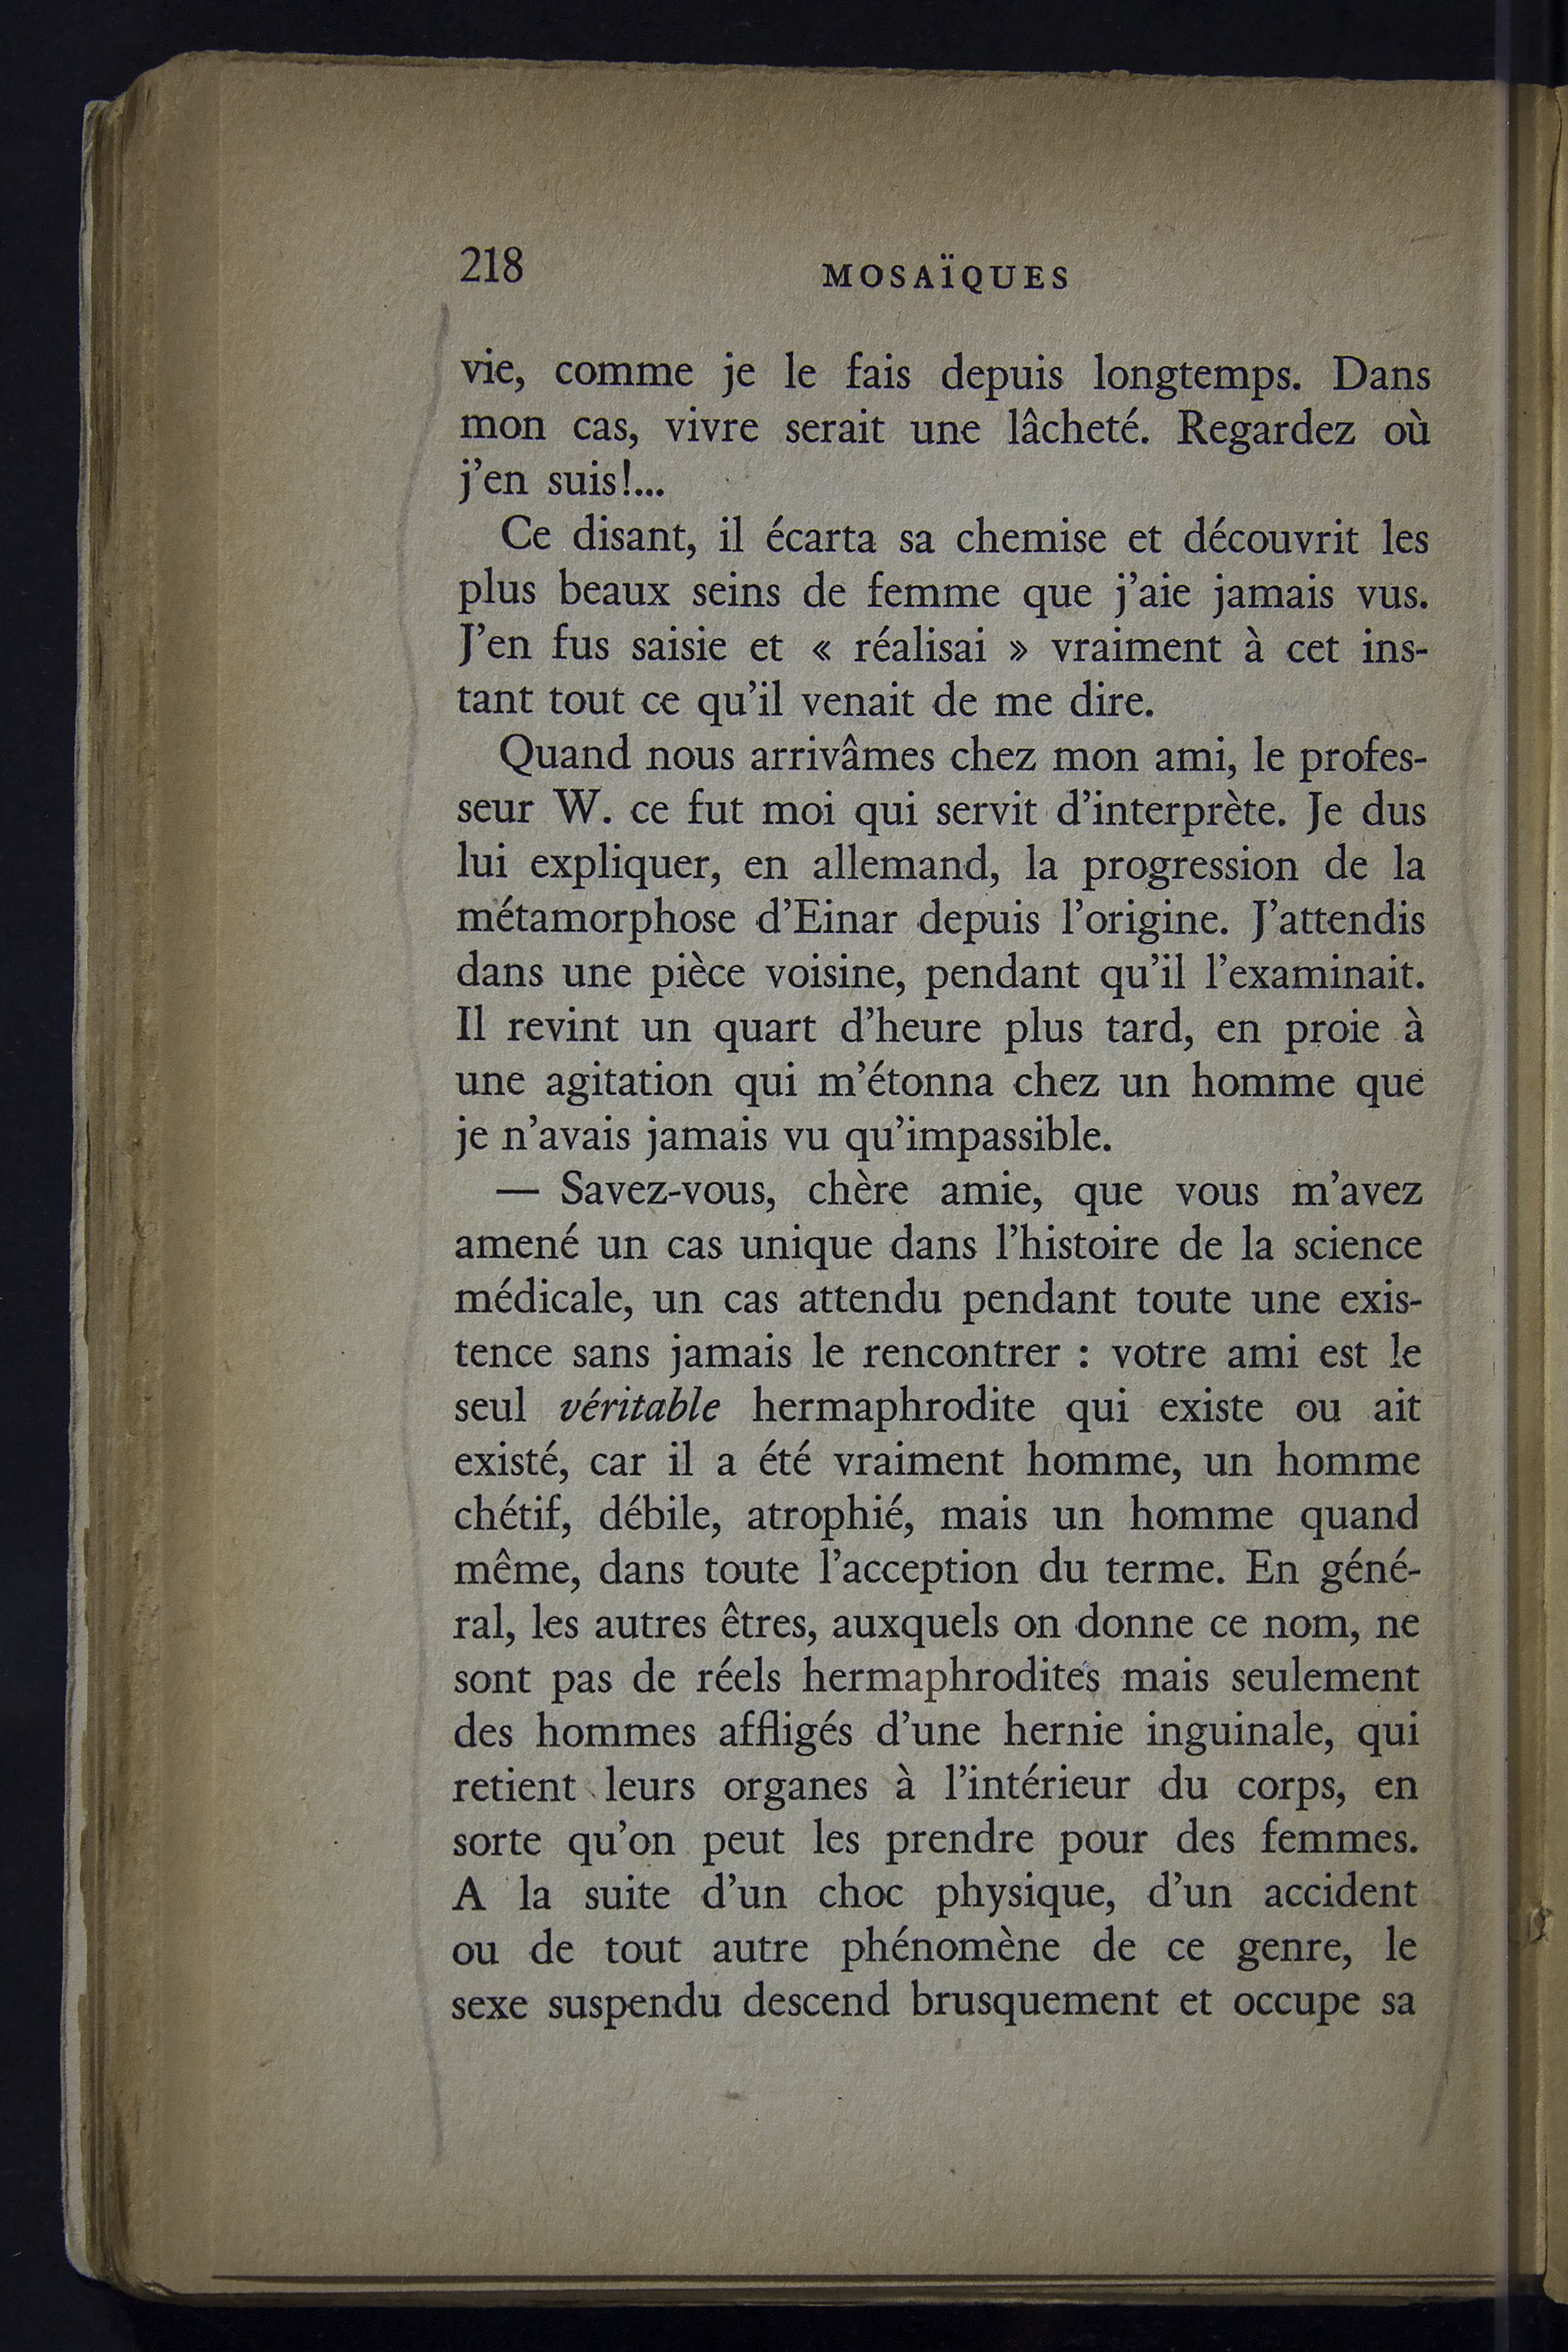 218
MOSAÏQUES
vie, comme je le fais depuis longtemps. Dans
mon cas, vivre serait une lâcheté. Regardez où
j'en suis!...
Ce disant, il écarta sa chemise et découvrit les
plus beaux seins de femme que j'aie jamais vus.
J'en fus saisie et « réalisai » vraiment à cet ins-
tant tout ce qu'il venait de me dire.
Quand nous arrivâmes chez mon ami, le profes-
seur W. ce fut moi qui servit d'interprète. Je dus
lui expliquer, en allemand, la progression de la
métamorphose d'Einar depuis l'origine. J'attendis
dans une pièce voisine, pendant qu'il l'examinait.
Il revint un quart d'heure plus tard, en proie à
une agitation qui m'étonna chez un homme que
je n'avais jamais vu qu'impassible.
— Savez-vous, chère amie, que vous m'avez
amené un cas unique dans l'histoire de la science
médicale, un cas attendu pendant toute une exis-
tence sans jamais le rencontrer : votre ami est le
seul véritable hermaphrodite qui existe ou ait
existé, car il a été vraiment homme, un homme
chétif, débile, atrophié, mais un homme quand
même, dans toute l'acception du terme. En géné-
ral, les autres êtres, auxquels on donne ce nom, ne
sont pas de réels hermaphrodites mais seulement
des hommes affligés d'une hernie inguinale, qui
retient leurs organes à l'intérieur du corps, en
sorte qu'on peut les prendre pour des femmes.
A la suite d'un choc physique, d'un accident
ou de tout autre phénomène de ce genre, le
sexe suspendu descend brusquement et occupe sa